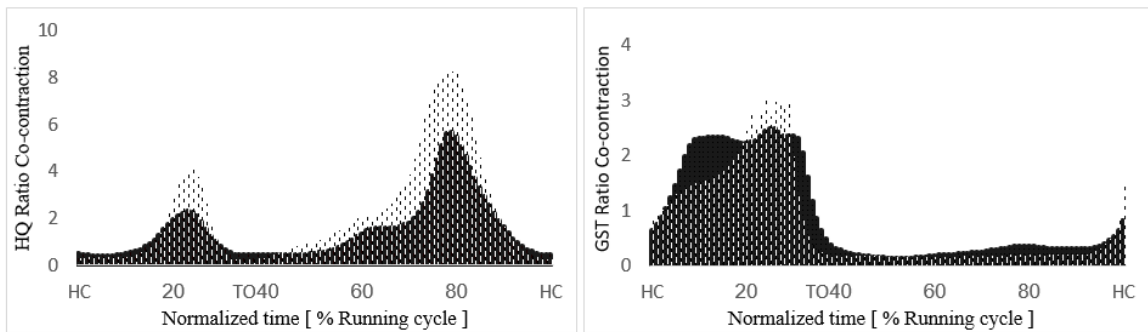 10
8
6
4
2
0
HQ Ratio Co-contraction
HC 20 TO40 60 80 HC
Normalized time [ % Running cycle ]
4
3
2
1
0
GST Ratio Co-contraction
HC 20 TO40 60 80 HC
Normalized time [ % Running cycle ]